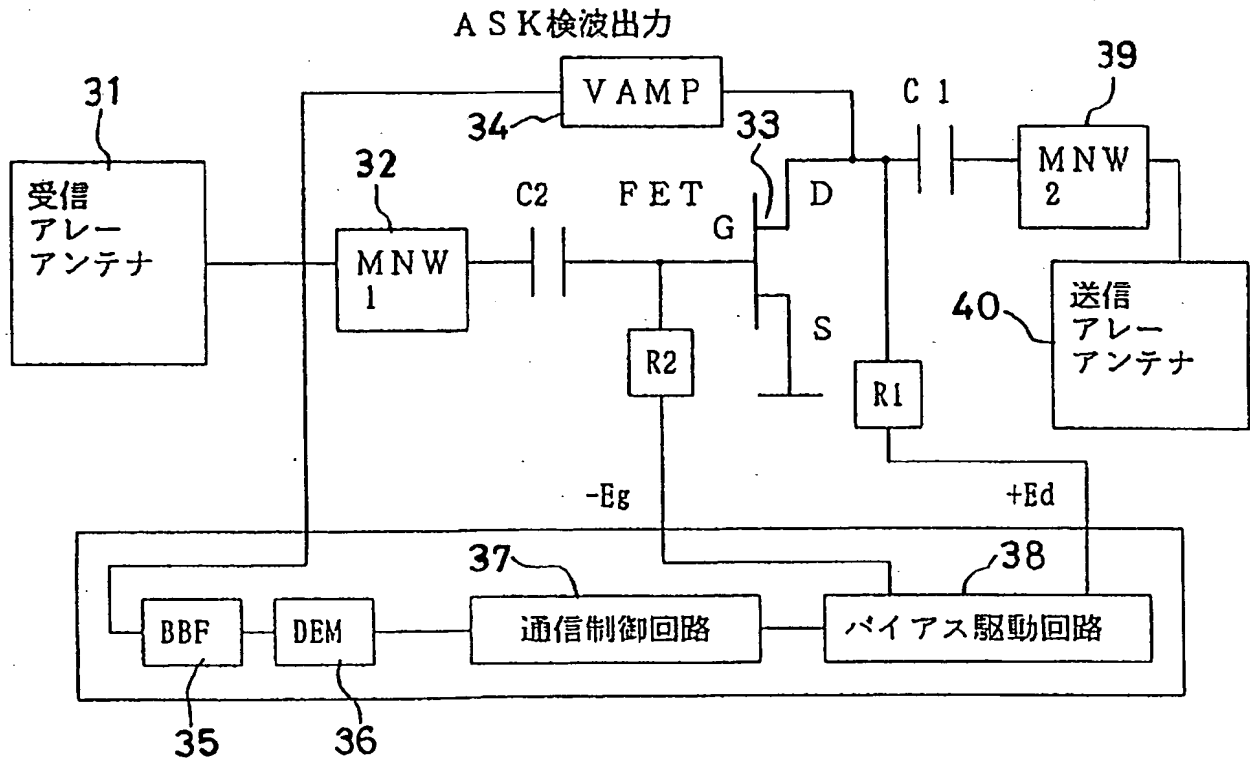 ASK検波出力
31
受信
アレー
アンテナ
32
MNW
1
C2
34
VAMP
FET
33
G
D
S
C1
39
MNW
2
40
送信
アレー
アンテナ
R2
R1
-Eg
+Ed
BBF
35
DEM
36
37
通信制御回路
38
バイアス駆動回路